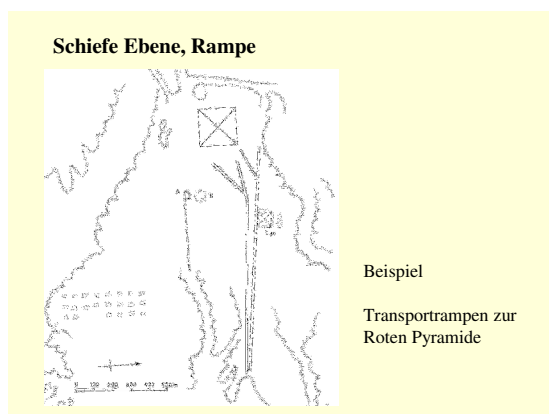 Schiefe Ebene, Rampe
A
B
Beispiel
Transportrampen zur
Roten Pyramide